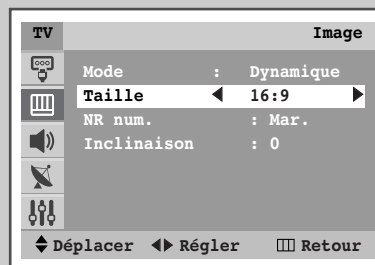 TV Image
Mode : Dynamique
Taille ◀ 16:9 ▶
NR num. : Mar.
Inclinaison : 0
Déplacer Régler Retour